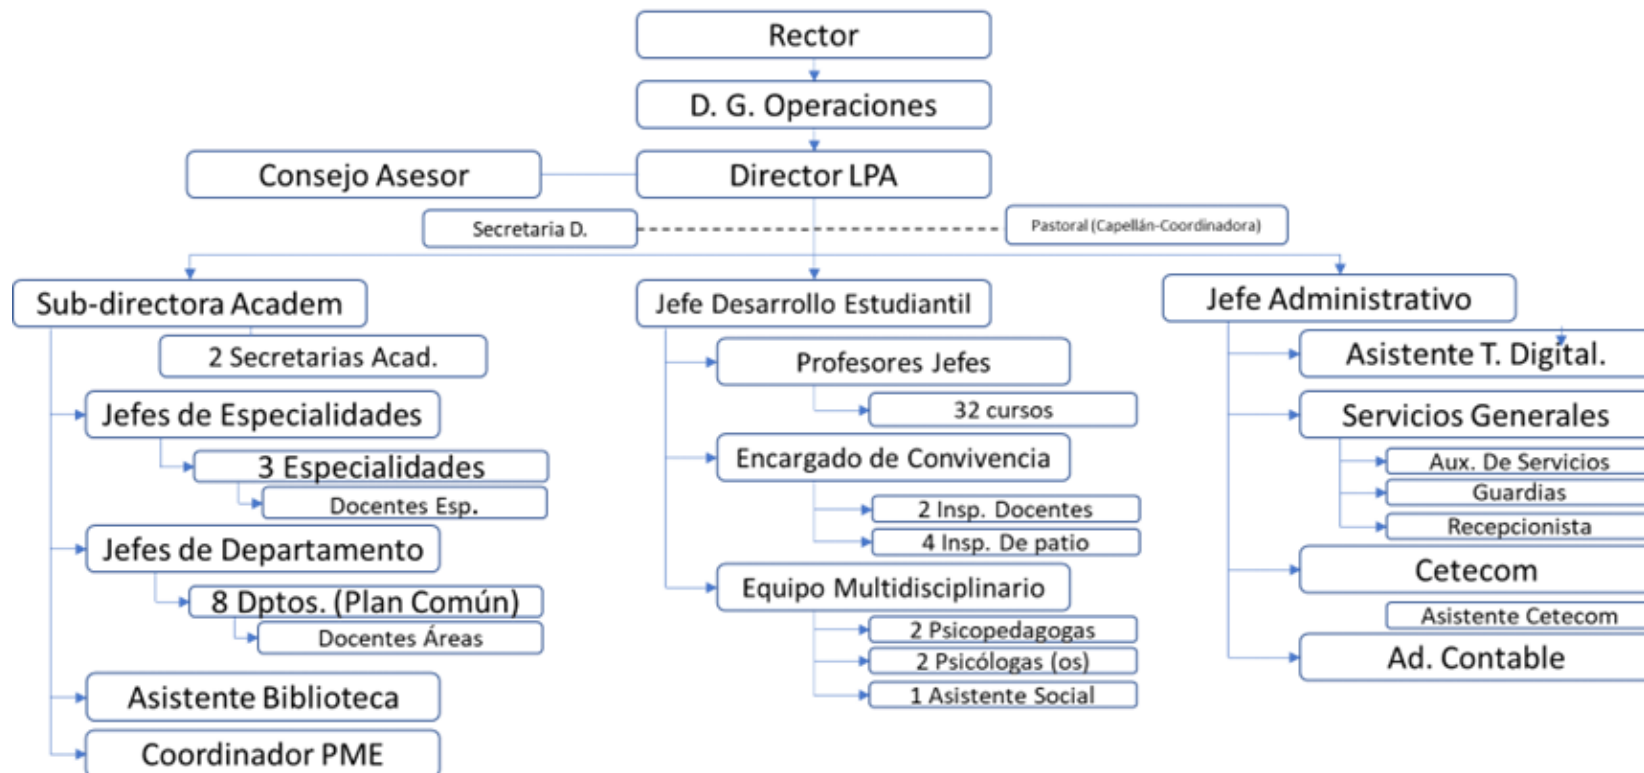 Rector
D. G. Operaciones
Consejo Asesor
Director LPA
Secretaria D.
Pastoral (Capellán-Coordinadora)
Sub-directora Academ
2 Secretarias Acad.
Jefes de Especialidades
3 Especialidades
Docentes Esp.
Jefes de Departamento
8 Dptos. (Plan Común)
Docentes Áreas
Asistente Biblioteca
Coordinador PME
Jefe Desarrollo Estudiantil
Profesores Jefes
32 cursos
Encargado de Convivencia
2 Insp. Docentes
4 Insp. De patio
Equipo Multidisciplinario
2 Psicopedagogas
2 Psicólogas (os)
1 Asistente Social
Jefe Administrativo
Asistente T. Digital.
Servicios Generales
Aux. De Servicios
Guardias
Recepcionista
Cetecom
Asistente Cetecom
Ad. Contable